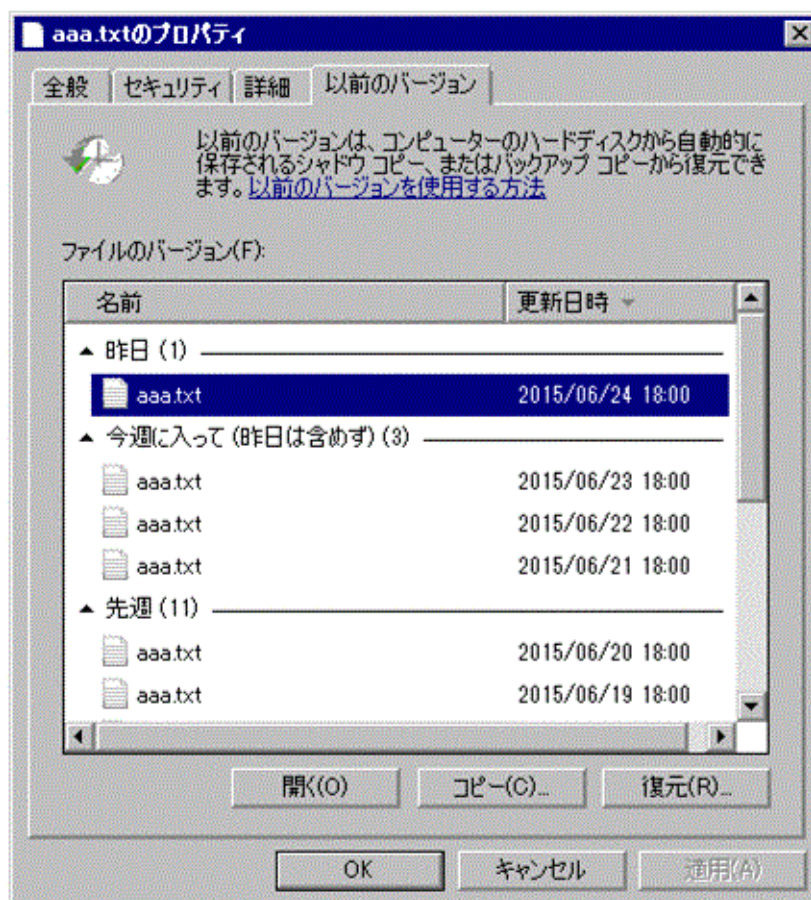 aaa.txtのプロパティ
全般 セキュリティ 詳細 以前のバージョン
以前のバージョンは、コンピューターのハードディスクから自動的に
保存されるシャドウ コピー、またはバックアップ コピーから復元でき
ます。以前のバージョンを使用する方法
ファイルのバージョン(F):
名前 更新日時
昨日 (1)
aaa.txt 2015/06/24 18:00
今週に入って (昨日は含めず) (3)
aaa.txt 2015/06/23 18:00
aaa.txt 2015/06/22 18:00
aaa.txt 2015/06/21 18:00
先週 (11)
aaa.txt 2015/06/20 18:00
aaa.txt 2015/06/19 18:00
開く(O) コピー(C)... 復元(R)...
OK キャンセル 適用(A)